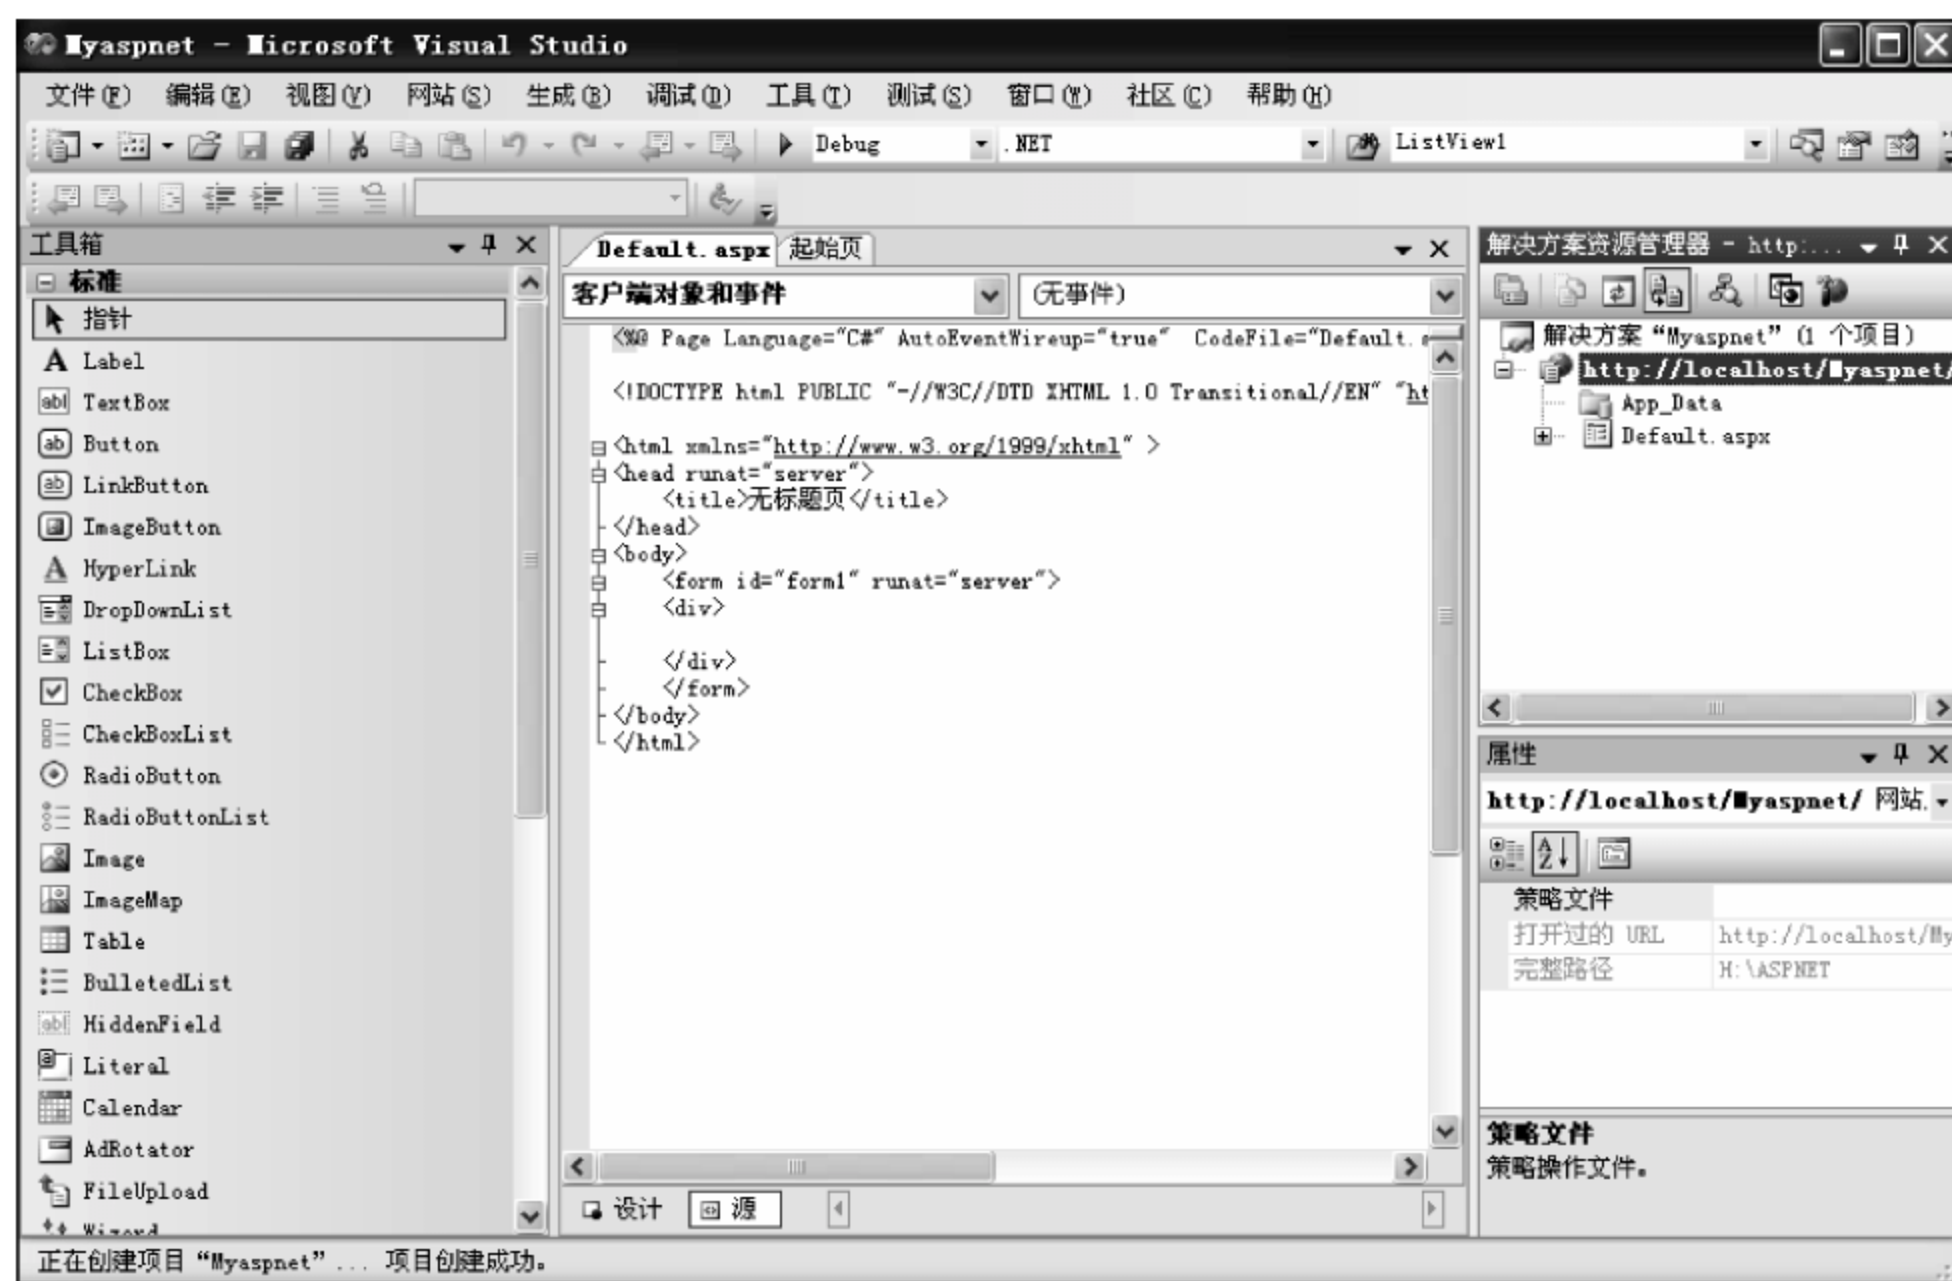 Myaspnet - Microsoft Visual Studio
文件(F) 编辑(E) 视图(V) 网站(S) 生成(B) 调试(D) 工具(T) 测试(S) 窗口(W) 社区(C) 帮助(H)
Debug .NET ListView1
工具箱
标准
指针
Label
TextBox
Button
LinkButton
ImageButton
HyperLink
DropDownList
ListBox
CheckBox
CheckBoxList
RadioButton
RadioButtonList
Image
ImageMap
Table
BulletedList
HiddenField
Literal
Calendar
AdRotator
FileUpload
Wizard
Default.aspx 起始页
客户端对象和事件 (无事件)
<%@ Page Language="C#" AutoEventWireup="true" CodeFile="Default.
<!DOCTYPE html PUBLIC "-//W3C//DTD XHTML 1.0 Transitional//EN" "ht
<html xmlns="http://www.w3.org/1999/xhtml" >
<head runat="server">
<title>无标题页</title>
</head>
<body>
<form id="form1" runat="server">
<div>
</div>
</form>
</body>
</html>
设计 源
解决方案资源管理器 - http:...
解决方案 “Myaspnet” (1 个项目)
http://localhost/Myaspnet/
App_Data
Default.aspx
属性
http://localhost/Myaspnet/ 网站.
策略文件
打开过的 URL http://localhost/My
完整路径 H:\ASPNET
策略文件
策略操作文件。
正在创建项目 “Myaspnet”... 项目创建成功。